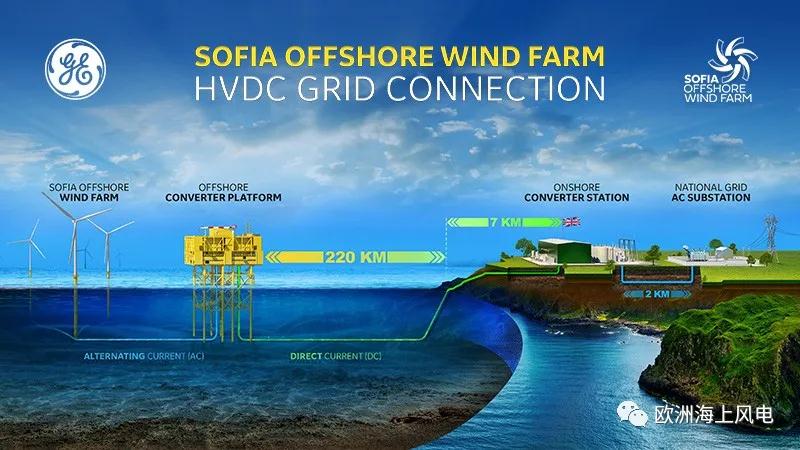 SOFIA OFFSHORE WIND FARM
HVDC GRID CONNECTION
GE
SOFIA
OFFSHORE
WIND FARM
SOFIA OFFSHORE
WIND FARM
OFFSHORE
CONVERTER PLATFORM
ONSHORE
CONVERTER STATION
NATIONAL GRID
AC SUBSTATION
7 KM
220 KM
2 KM
ALTERNATING CURRENT (AC)
DIRECT CURRENT (DC)
欧洲海上风电